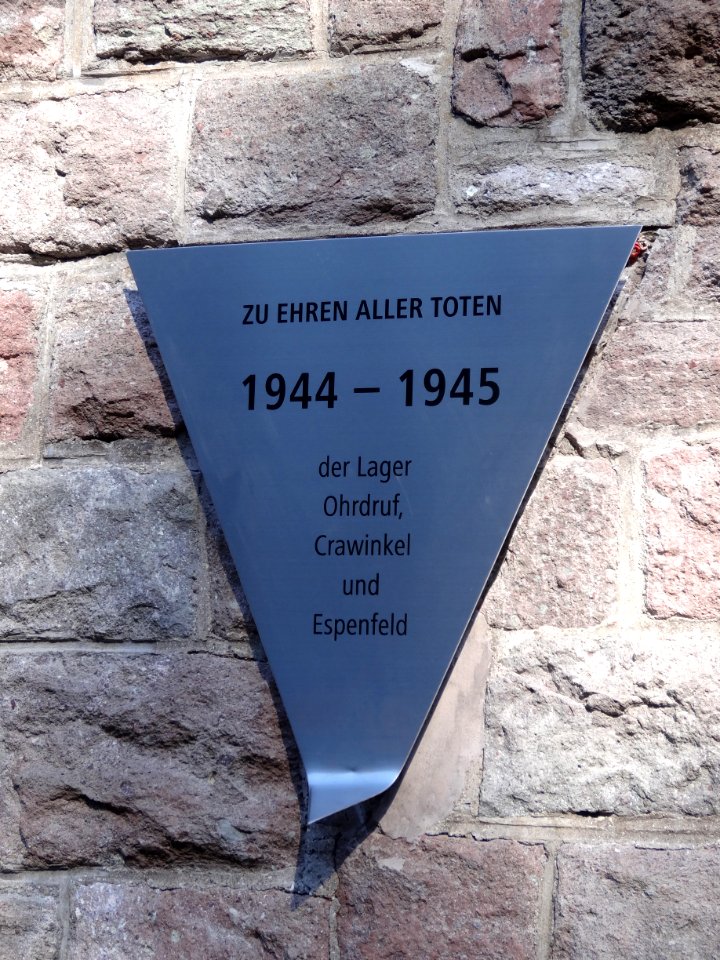 ZU EHREN ALLER TOTEN
1944 – 1945
der Lager
Ohrdruf,
Crawinkel
und
Espenfeld